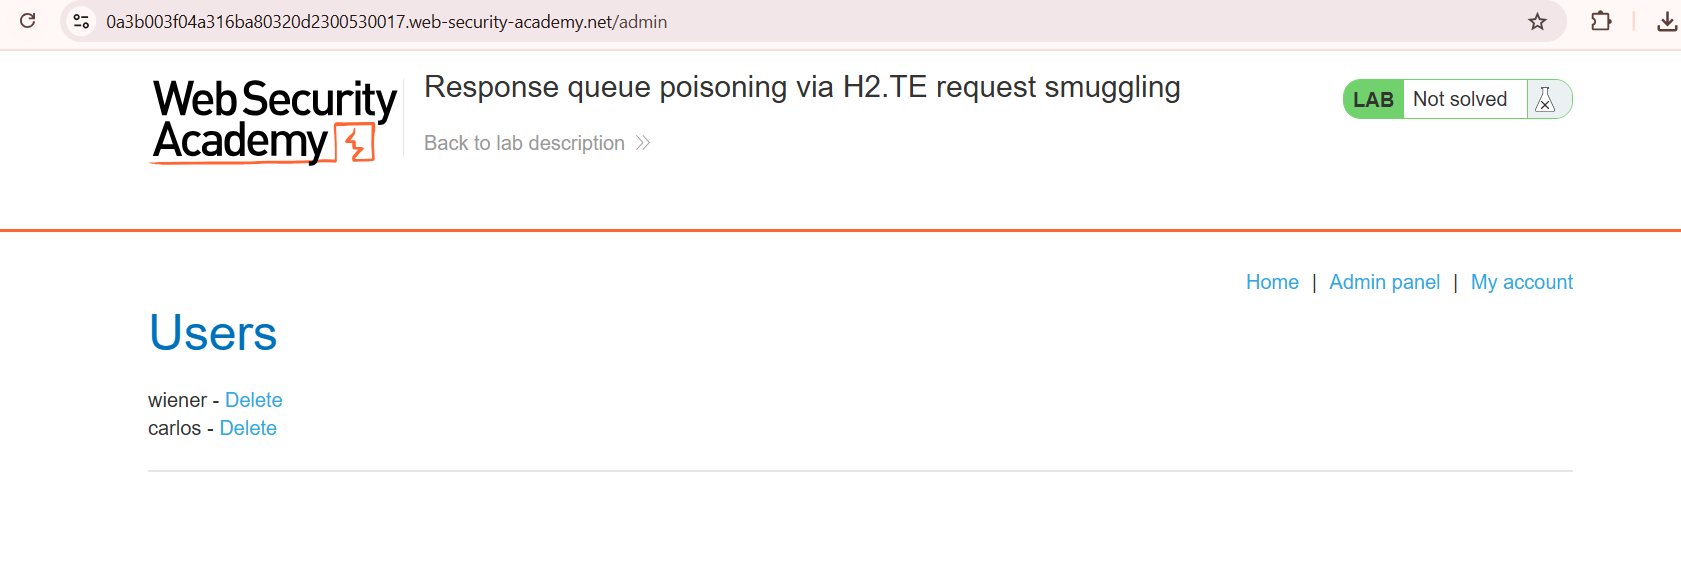 0a3b003f04a316ba80320d2300530017.web-security-academy.net/admin
Web Security
Academy
Response queue poisoning via H2.TE request smuggling
Back to lab description
LAB Not solved
Home | Admin panel | My account
Users
wiener - Delete
carlos - Delete